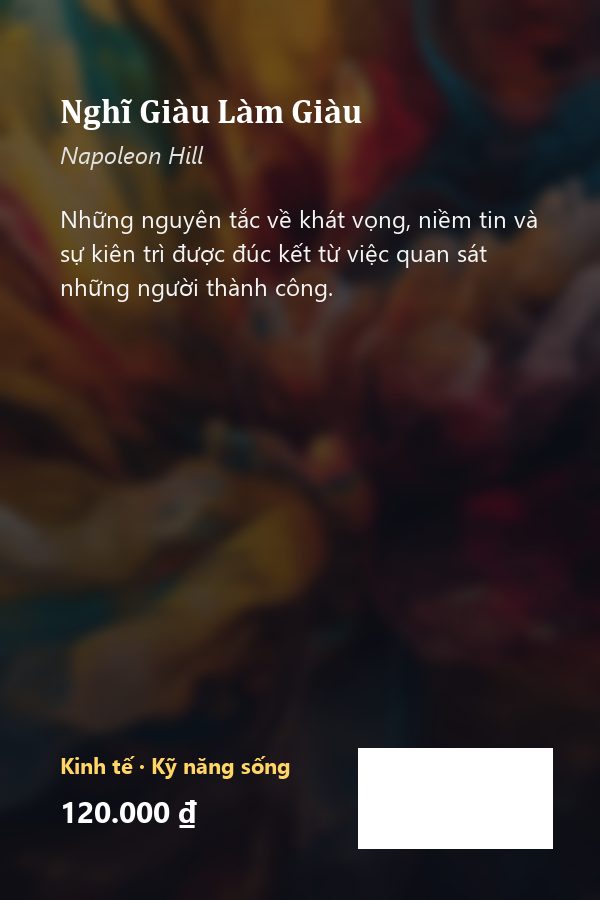 Nghĩ Giàu Làm Giàu
Napoleon Hill
Những nguyên tắc về khát vọng, niềm tin và
sự kiên trì được đúc kết từ việc quan sát
những người thành công.
Kinh tế · Kỹ năng sống
120.000 ₫